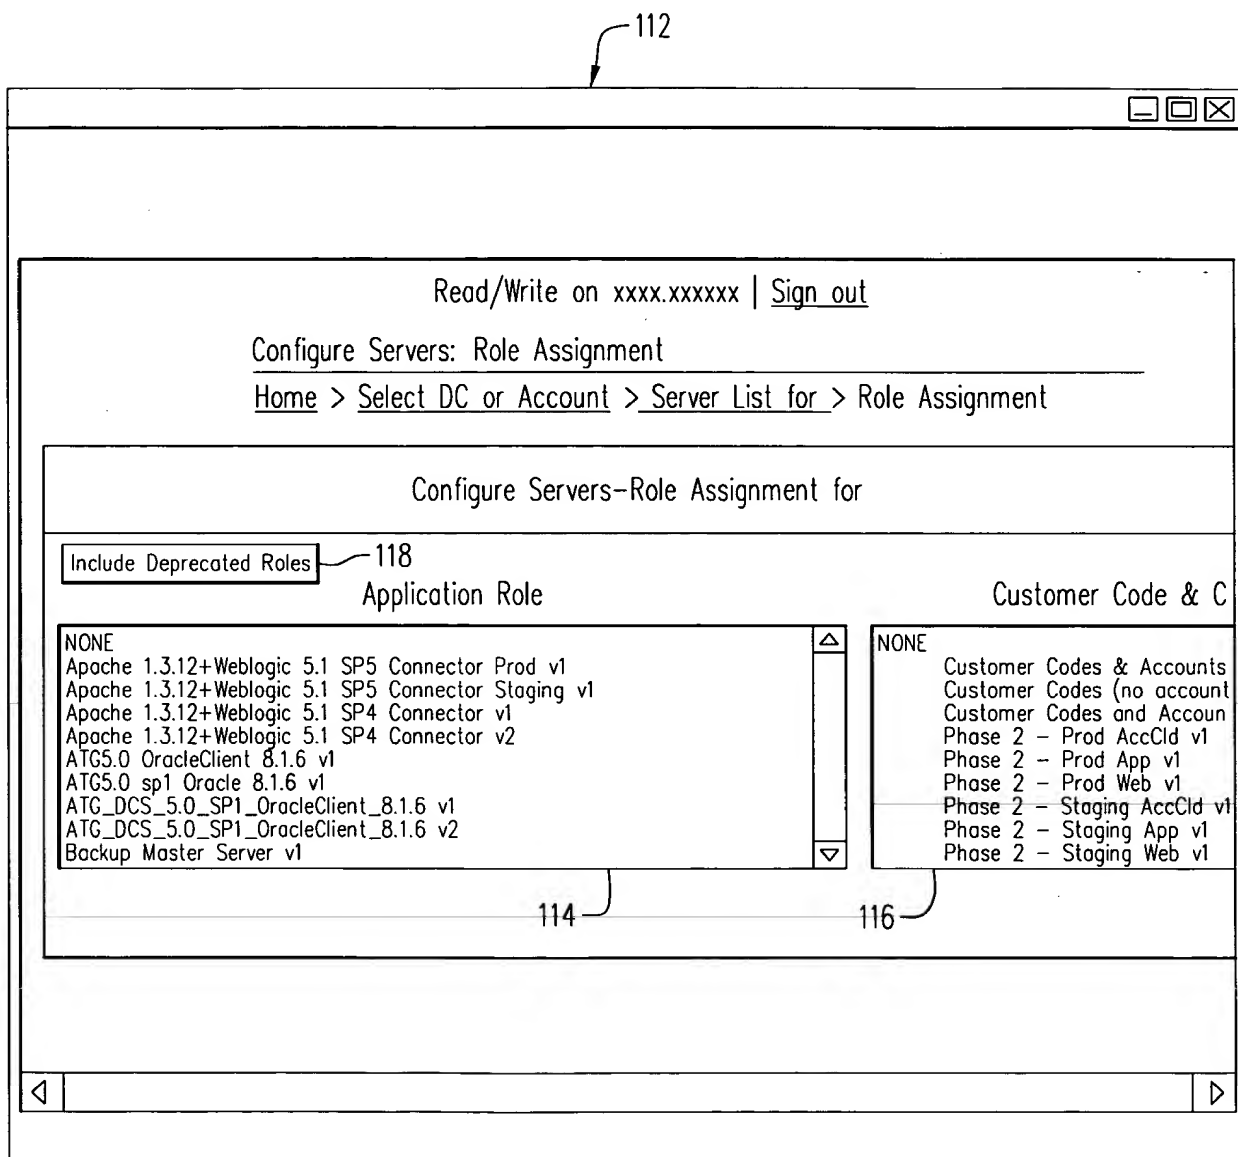 112
Read/Write on xxxx.xxxxxx | Sign out
Configure Servers: Role Assignment
Home > Select DC or Account > Server List for > Role Assignment
Configure Servers-Role Assignment for
Include Deprecated Roles
118
Application Role
NONE
Apache 1.3.12+Weblogic 5.1 SP5 Connector Prod v1
Apache 1.3.12+Weblogic 5.1 SP5 Connector Staging v1
Apache 1.3.12+Weblogic 5.1 SP4 Connector v1
Apache 1.3.12+Weblogic 5.1 SP4 Connector v2
ATG5.0 OracleClient 8.1.6 v1
ATG5.0 sp1 Oracle 8.1.6 v1
ATG_DCS_5.0_SP1_OracleClient_8.1.6 v1
ATG_DCS_5.0_SP1_OracleClient_8.1.6 v2
Backup Master Server v1
114
Customer Code & C
NONE
Customer Codes & Accounts
Customer Codes (no account
Customer Codes and Accoun
Phase 2 - Prod AccCld v1
Phase 2 - Prod App v1
Phase 2 - Prod Web v1
Phase 2 - Staging AccCld v1
Phase 2 - Staging App v1
Phase 2 - Staging Web v1
116